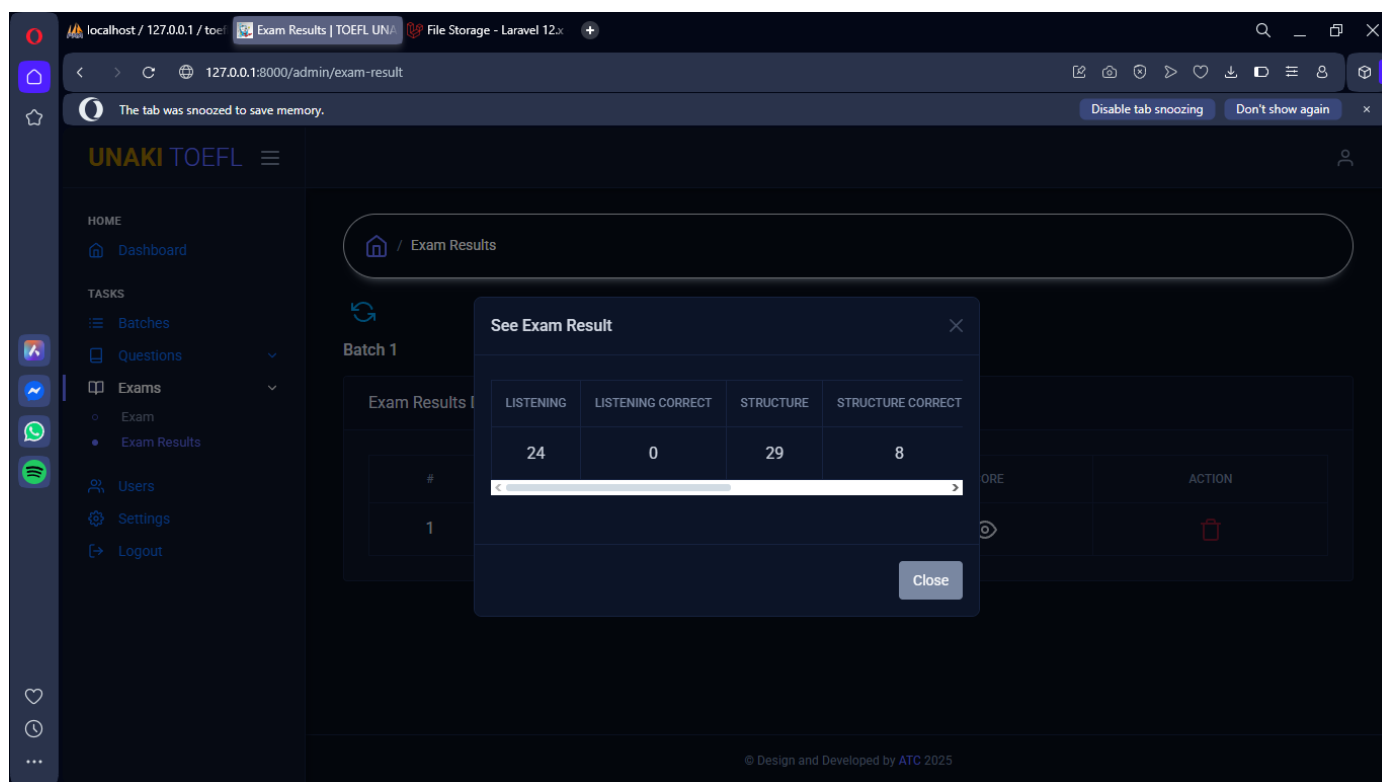 localhost / 127.0.0.1 / toef
Exam Results | TOEFL UNA
File Storage - Laravel 12.x
127.0.0.1:8000/admin/exam-result
The tab was snoozed to save memory.
Disable tab snoozing
Don't show again
UNAKI TOEFL
HOME
Dashboard
TASKS
Batches
Questions
Exams
Exam
Exam Results
Users
Settings
Logout
/ Exam Results
Batch 1
Exam Results
#
ORE
ACTION
1
See Exam Result
LISTENING
LISTENING CORRECT
STRUCTURE
STRUCTURE CORRECT
24
0
29
8
Close
© Design and Developed by ATC 2025